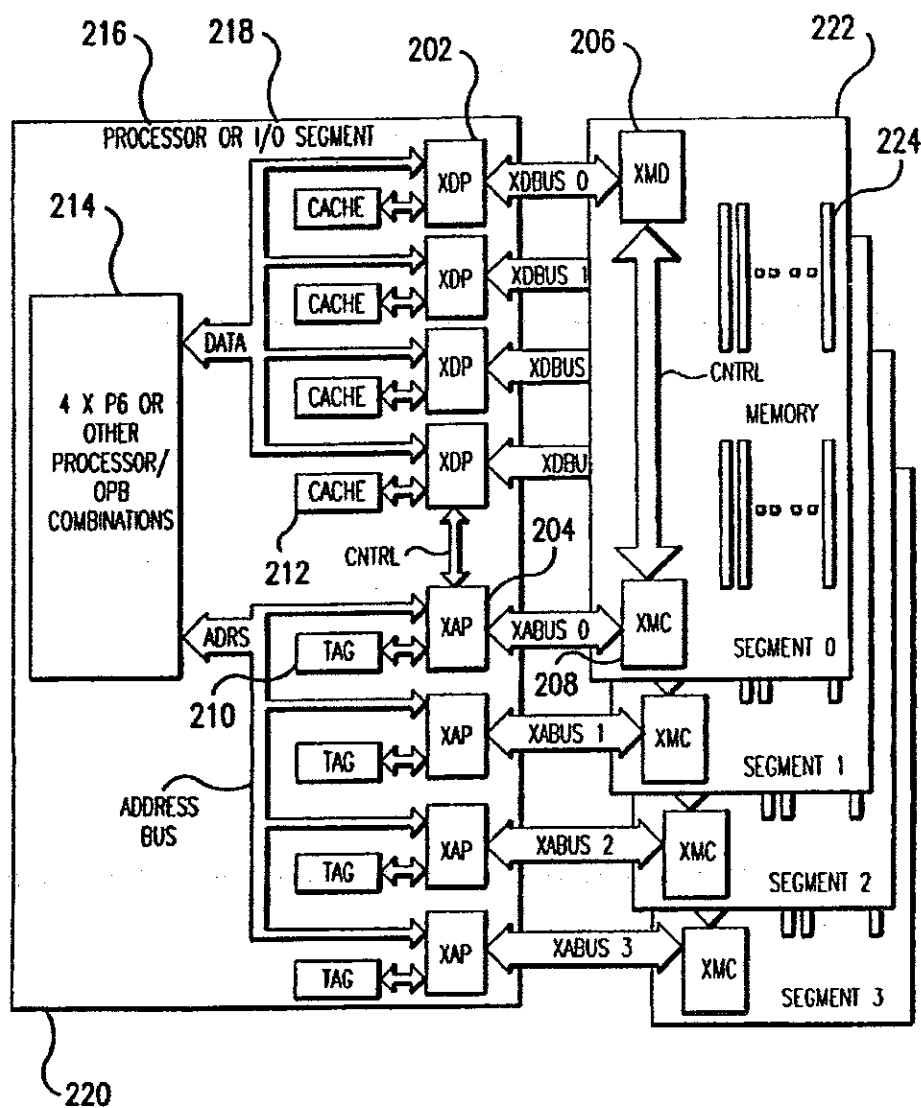 216
218
202
206
222
PROCESSOR OR I/O SEGMENT
224
214
XDP
XDBUS 0
XMD
CACHE
XDP
XDBUS 1
CACHE
DATA
XDP
XDBUS
CNTRL
CACHE
MEMORY
4 X P6 OR
OTHER
PROCESSOR/
OPB
COMBINATIONS
XDP
XDBU
CACHE
212
CNTRL
204
ADRS
XAP
XABUS 0
XMC
TAG
SEGMENT 0
210
208
XAP
XABUS 1
XMC
TAG
SEGMENT 1
ADDRESS
BUS
XAP
XABUS 2
XMC
TAG
SEGMENT 2
XAP
XABUS 3
XMC
TAG
SEGMENT 3
220